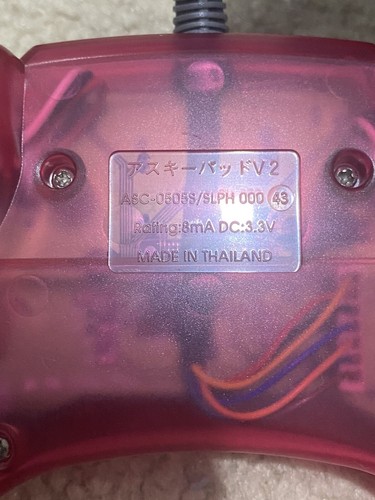 アスキーパッドV2
ASC-0505S/SLPH 000 43
Rating:8mA DC:3.3V
MADE IN THAILAND